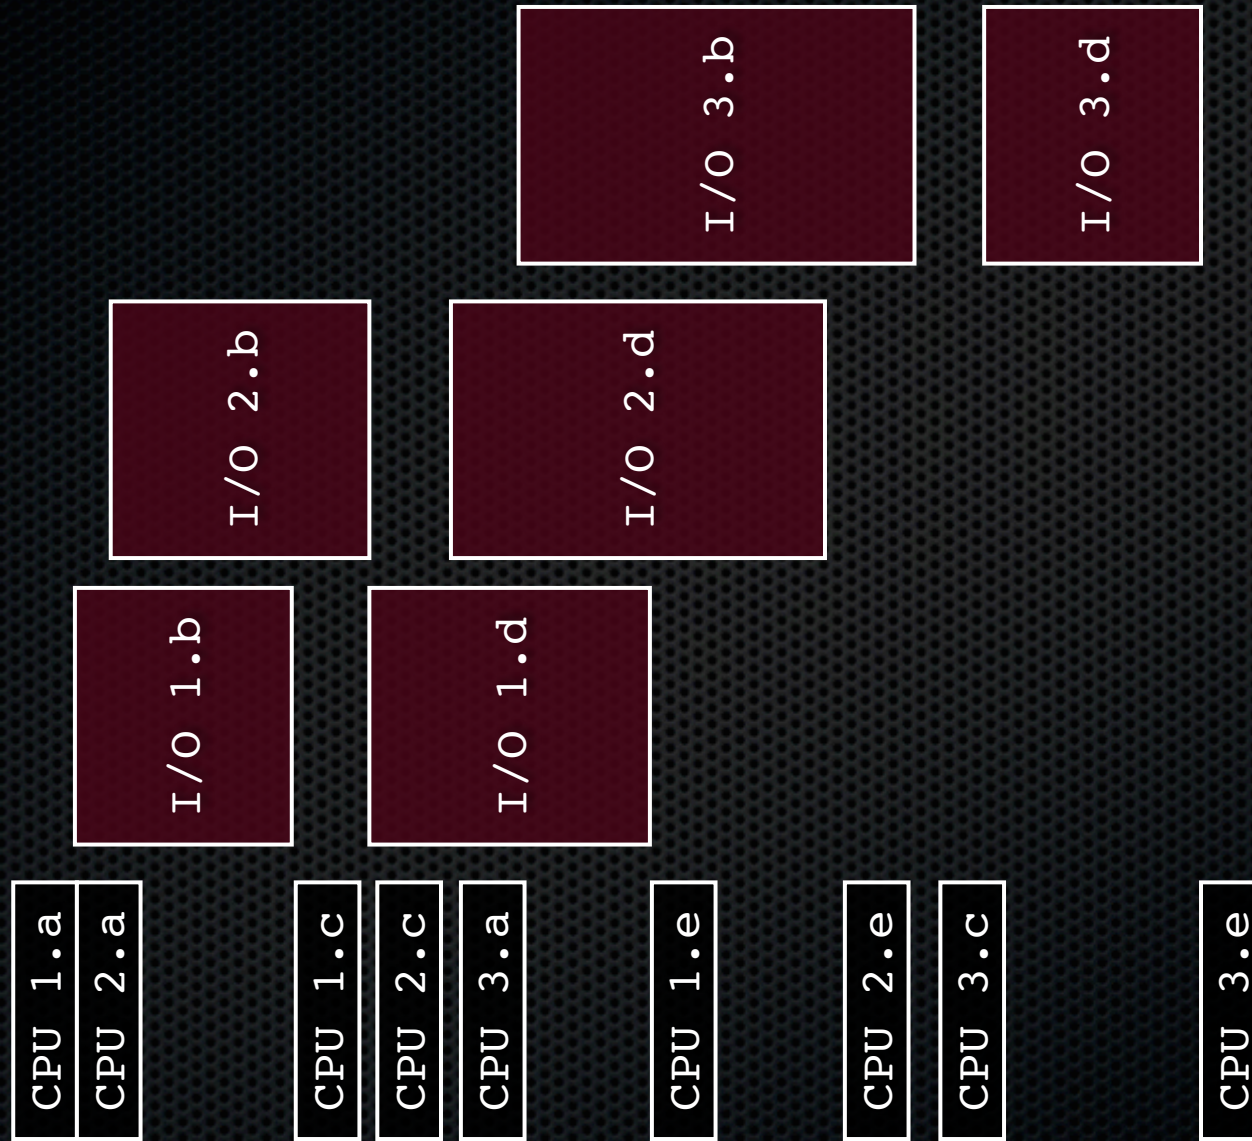 I/O 3.b
I/O 3.d
I/O 2.b
I/O 2.d
I/O 1.b
I/O 1.d
CPU 1.a
CPU 2.a
CPU 1.c
CPU 2.c
CPU 3.a
CPU 1.e
CPU 2.e
CPU 3.c
CPU 3.e